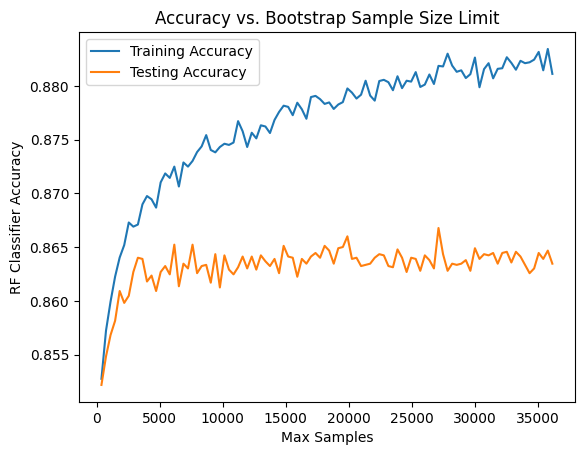 Accuracy vs. Bootstrap Sample Size Limit
Training Accuracy
Testing Accuracy
RF Classifier Accuracy
0.880
0.875
0.870
0.865
0.860
0.855
0
5000
10000
15000
20000
25000
30000
35000
Max Samples